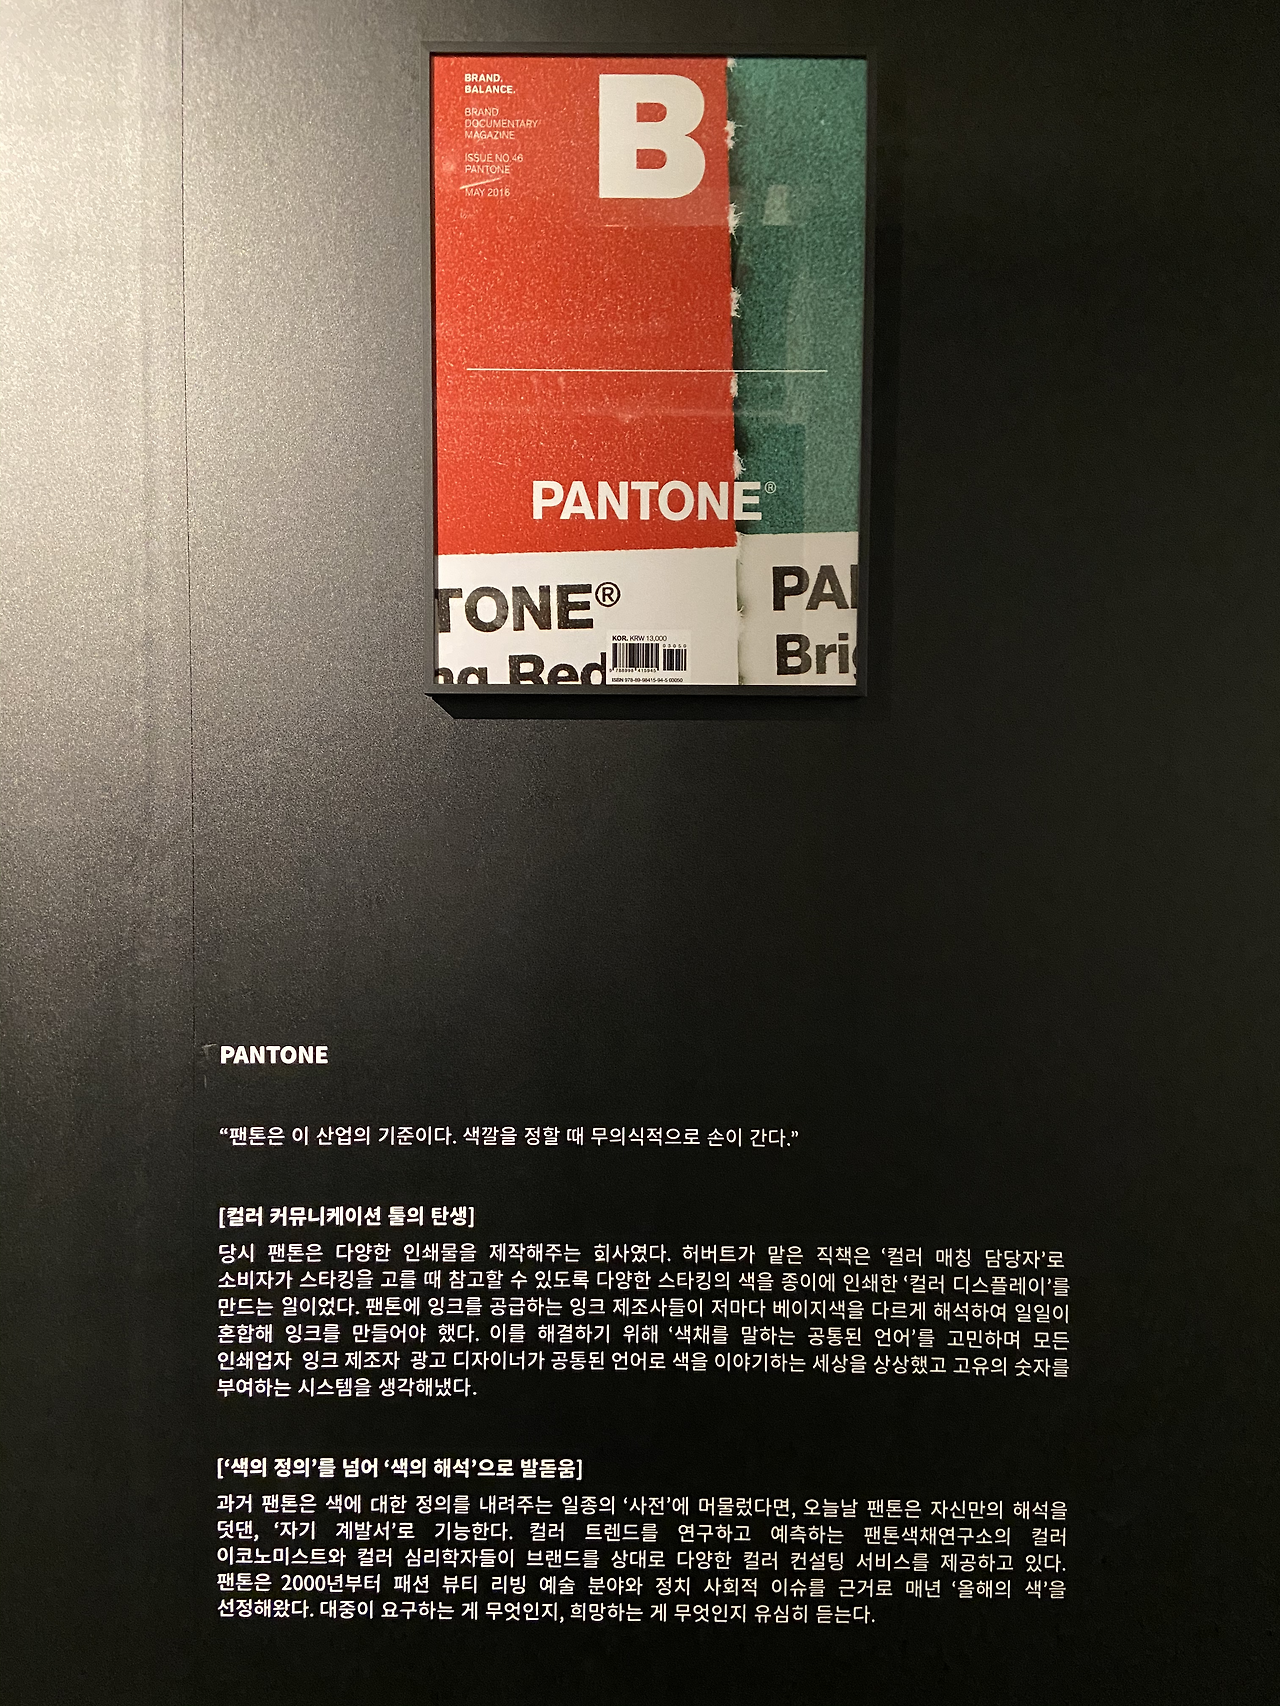 BRAND.
BALANCE.
BRAND
DOCUMENTARY
MAGAZINE
ISSUE NO.46
PANTONE
MAY 2016
B
PANTONE®
TONE®
ng Red
PAN
Brig
KOR. KRW 13,000
03050
9 788998 415945
ISBN 978-89-98415-94-5 03050
PANTONE
“팬톤은 이 산업의 기준이다. 색깔을 정할 때 무의식적으로 손이 간다.”
[컬러 커뮤니케이션 툴의 탄생]
당시 팬톤은 다양한 인쇄물을 제작해주는 회사였다. 허버트가 맡은 직책은 ‘컬러 매칭 담당자’로
소비자가 스타킹을 고를 때 참고할 수 있도록 다양한 스타킹의 색을 종이에 인쇄한 ‘컬러 디스플레이’를
만드는 일이었다. 팬톤에 잉크를 공급하는 잉크 제조사들이 저마다 베이지색을 다르게 해석하여 일일이
혼합해 잉크를 만들어야 했다. 이를 해결하기 위해 ‘색채를 말하는 공통된 언어’를 고민하며 모든
인쇄업자 잉크 제조자 광고 디자이너가 공통된 언어로 색을 이야기하는 세상을 상상했고 고유의 숫자를
부여하는 시스템을 생각해냈다.
[‘색의 정의’를 넘어 ‘색의 해석’으로 발돋움]
과거 팬톤은 색에 대한 정의를 내려주는 일종의 ‘사전’에 머물렀다면, 오늘날 팬톤은 자신만의 해석을
덧댄, ‘자기 계발서’로 기능한다. 컬러 트렌드를 연구하고 예측하는 팬톤색채연구소의 컬러
이코노미스트와 컬러 심리학자들이 브랜드를 상대로 다양한 컬러 컨설팅 서비스를 제공하고 있다.
팬톤은 2000년부터 패션 뷰티 리빙 예술 분야와 정치 사회적 이슈를 근거로 매년 ‘올해의 색’을
선정해왔다. 대중이 요구하는 게 무엇인지, 희망하는 게 무엇인지 유심히 듣는다.